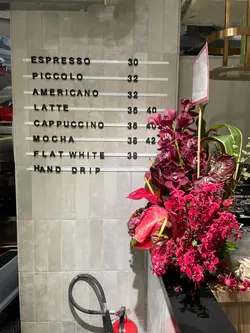 ESPRESSO 30
PICCOLO 32
AMERICANO 32
LATTE 36 40
CAPPUCCINO 36 40
MOCHA 38 42
FLAT WHITE 38
HAND DRIP